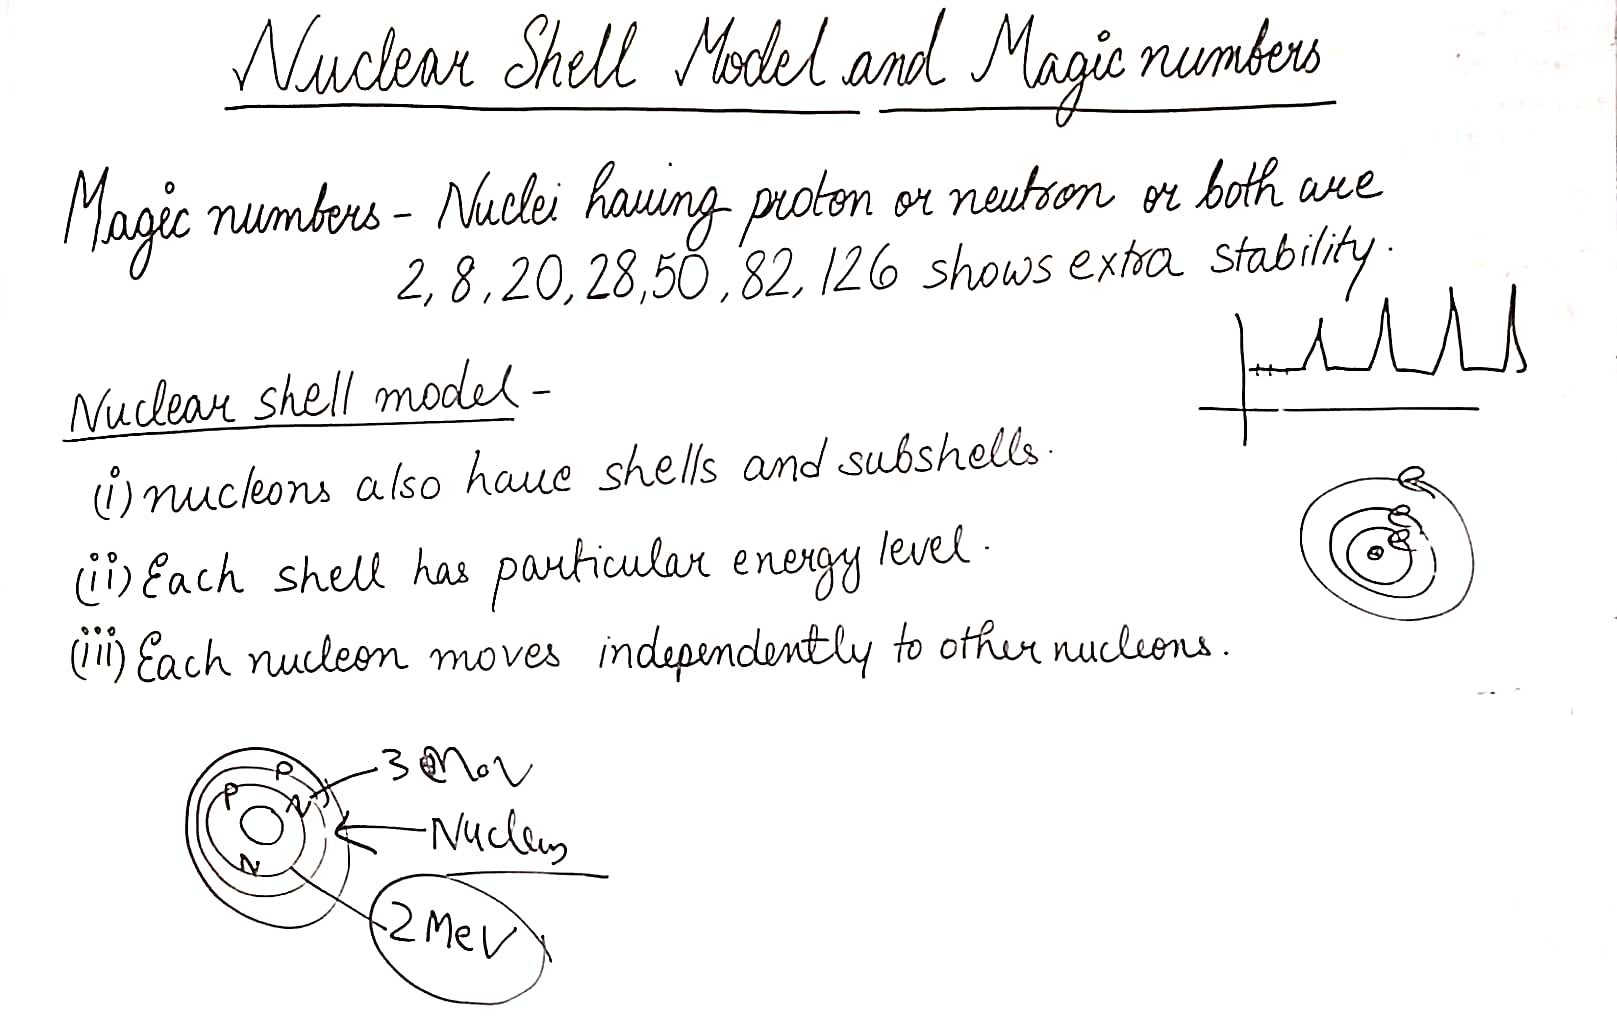 Nuclear Shell Model and Magic numbers
Magic numbers - Nuclei having proton or neutron or both are
2, 8, 20, 28, 50, 82, 126 shows extra stability.
Nuclear shell model -
(i) nucleons also have shells and subshells.
(ii) Each shell has particular energy level.
(iii) Each nucleon moves independently to other nucleons.
P
3 MeV
P
N
Nucleus
N
2 MeV